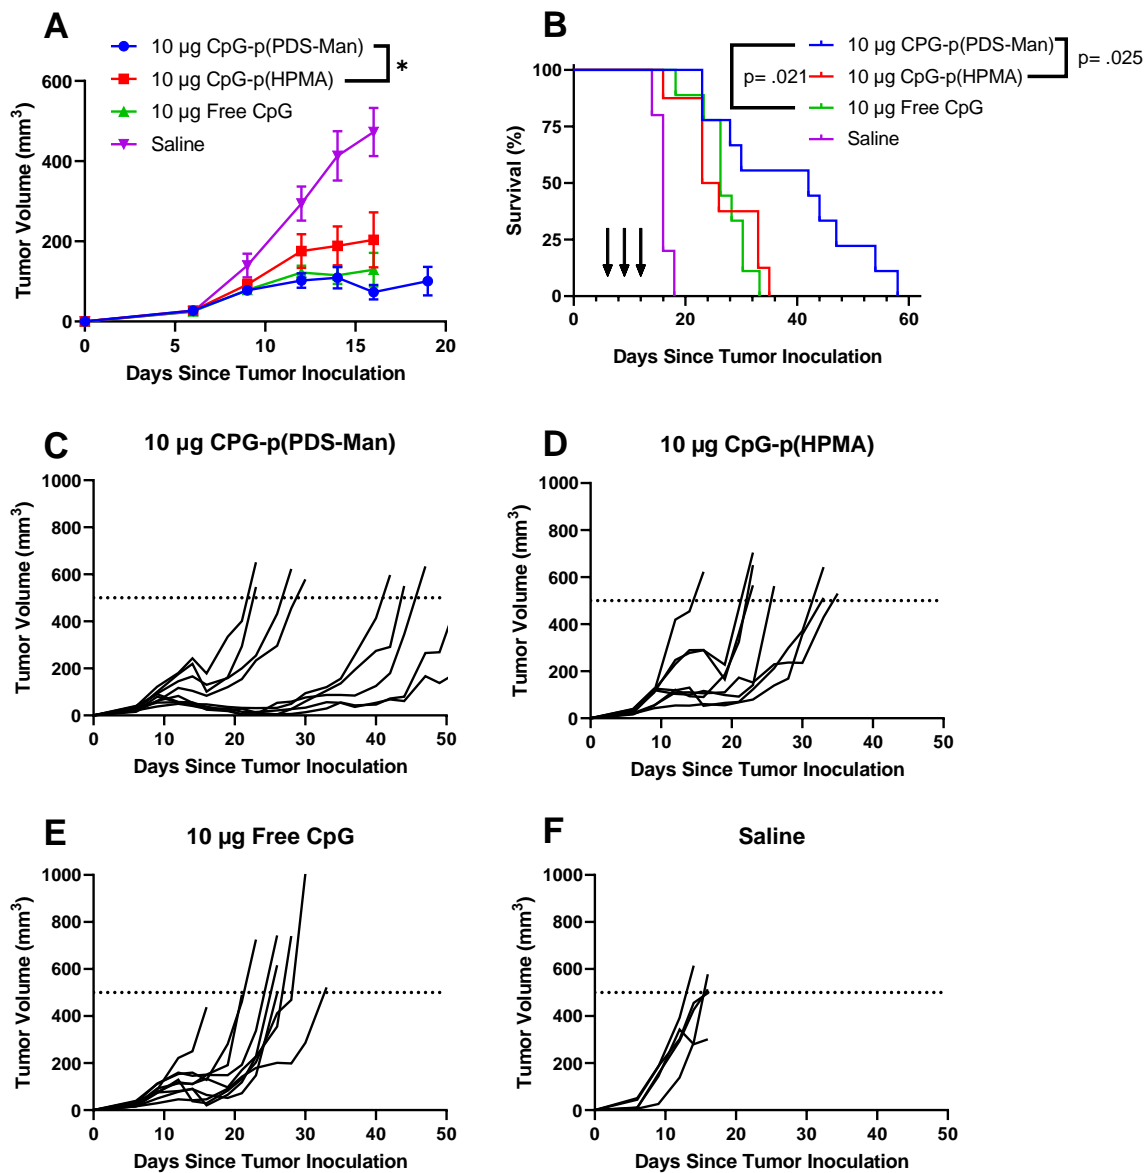 A
10 µg CpG-p(PDS-Man)
10 µg CpG-p(HPMA)
10 µg Free CpG
Saline
*
Tumor Volume (mm3)
600
400
200
0
0 5 10 15 20
Days Since Tumor Inoculation
B
10 µg CPG-p(PDS-Man)
10 µg CpG-p(HPMA)
10 µg Free CpG
Saline
p= .021
p= .025
Survival (%)
100
75
50
25
0
0 20 40 60
Days Since Tumor Inoculation
C
10 µg CPG-p(PDS-Man)
Tumor Volume (mm3)
1000
800
600
400
200
0
0 10 20 30 40 50
Days Since Tumor Inoculation
D
10 µg CpG-p(HPMA)
Tumor Volume (mm3)
1000
800
600
400
200
0
0 10 20 30 40 50
Days Since Tumor Inoculation
E
10 µg Free CpG
Tumor Volume (mm3)
1000
800
600
400
200
0
0 10 20 30 40 50
Days Since Tumor Inoculation
F
Saline
Tumor Volume (mm3)
1000
800
600
400
200
0
0 10 20 30 40 50
Days Since Tumor Inoculation